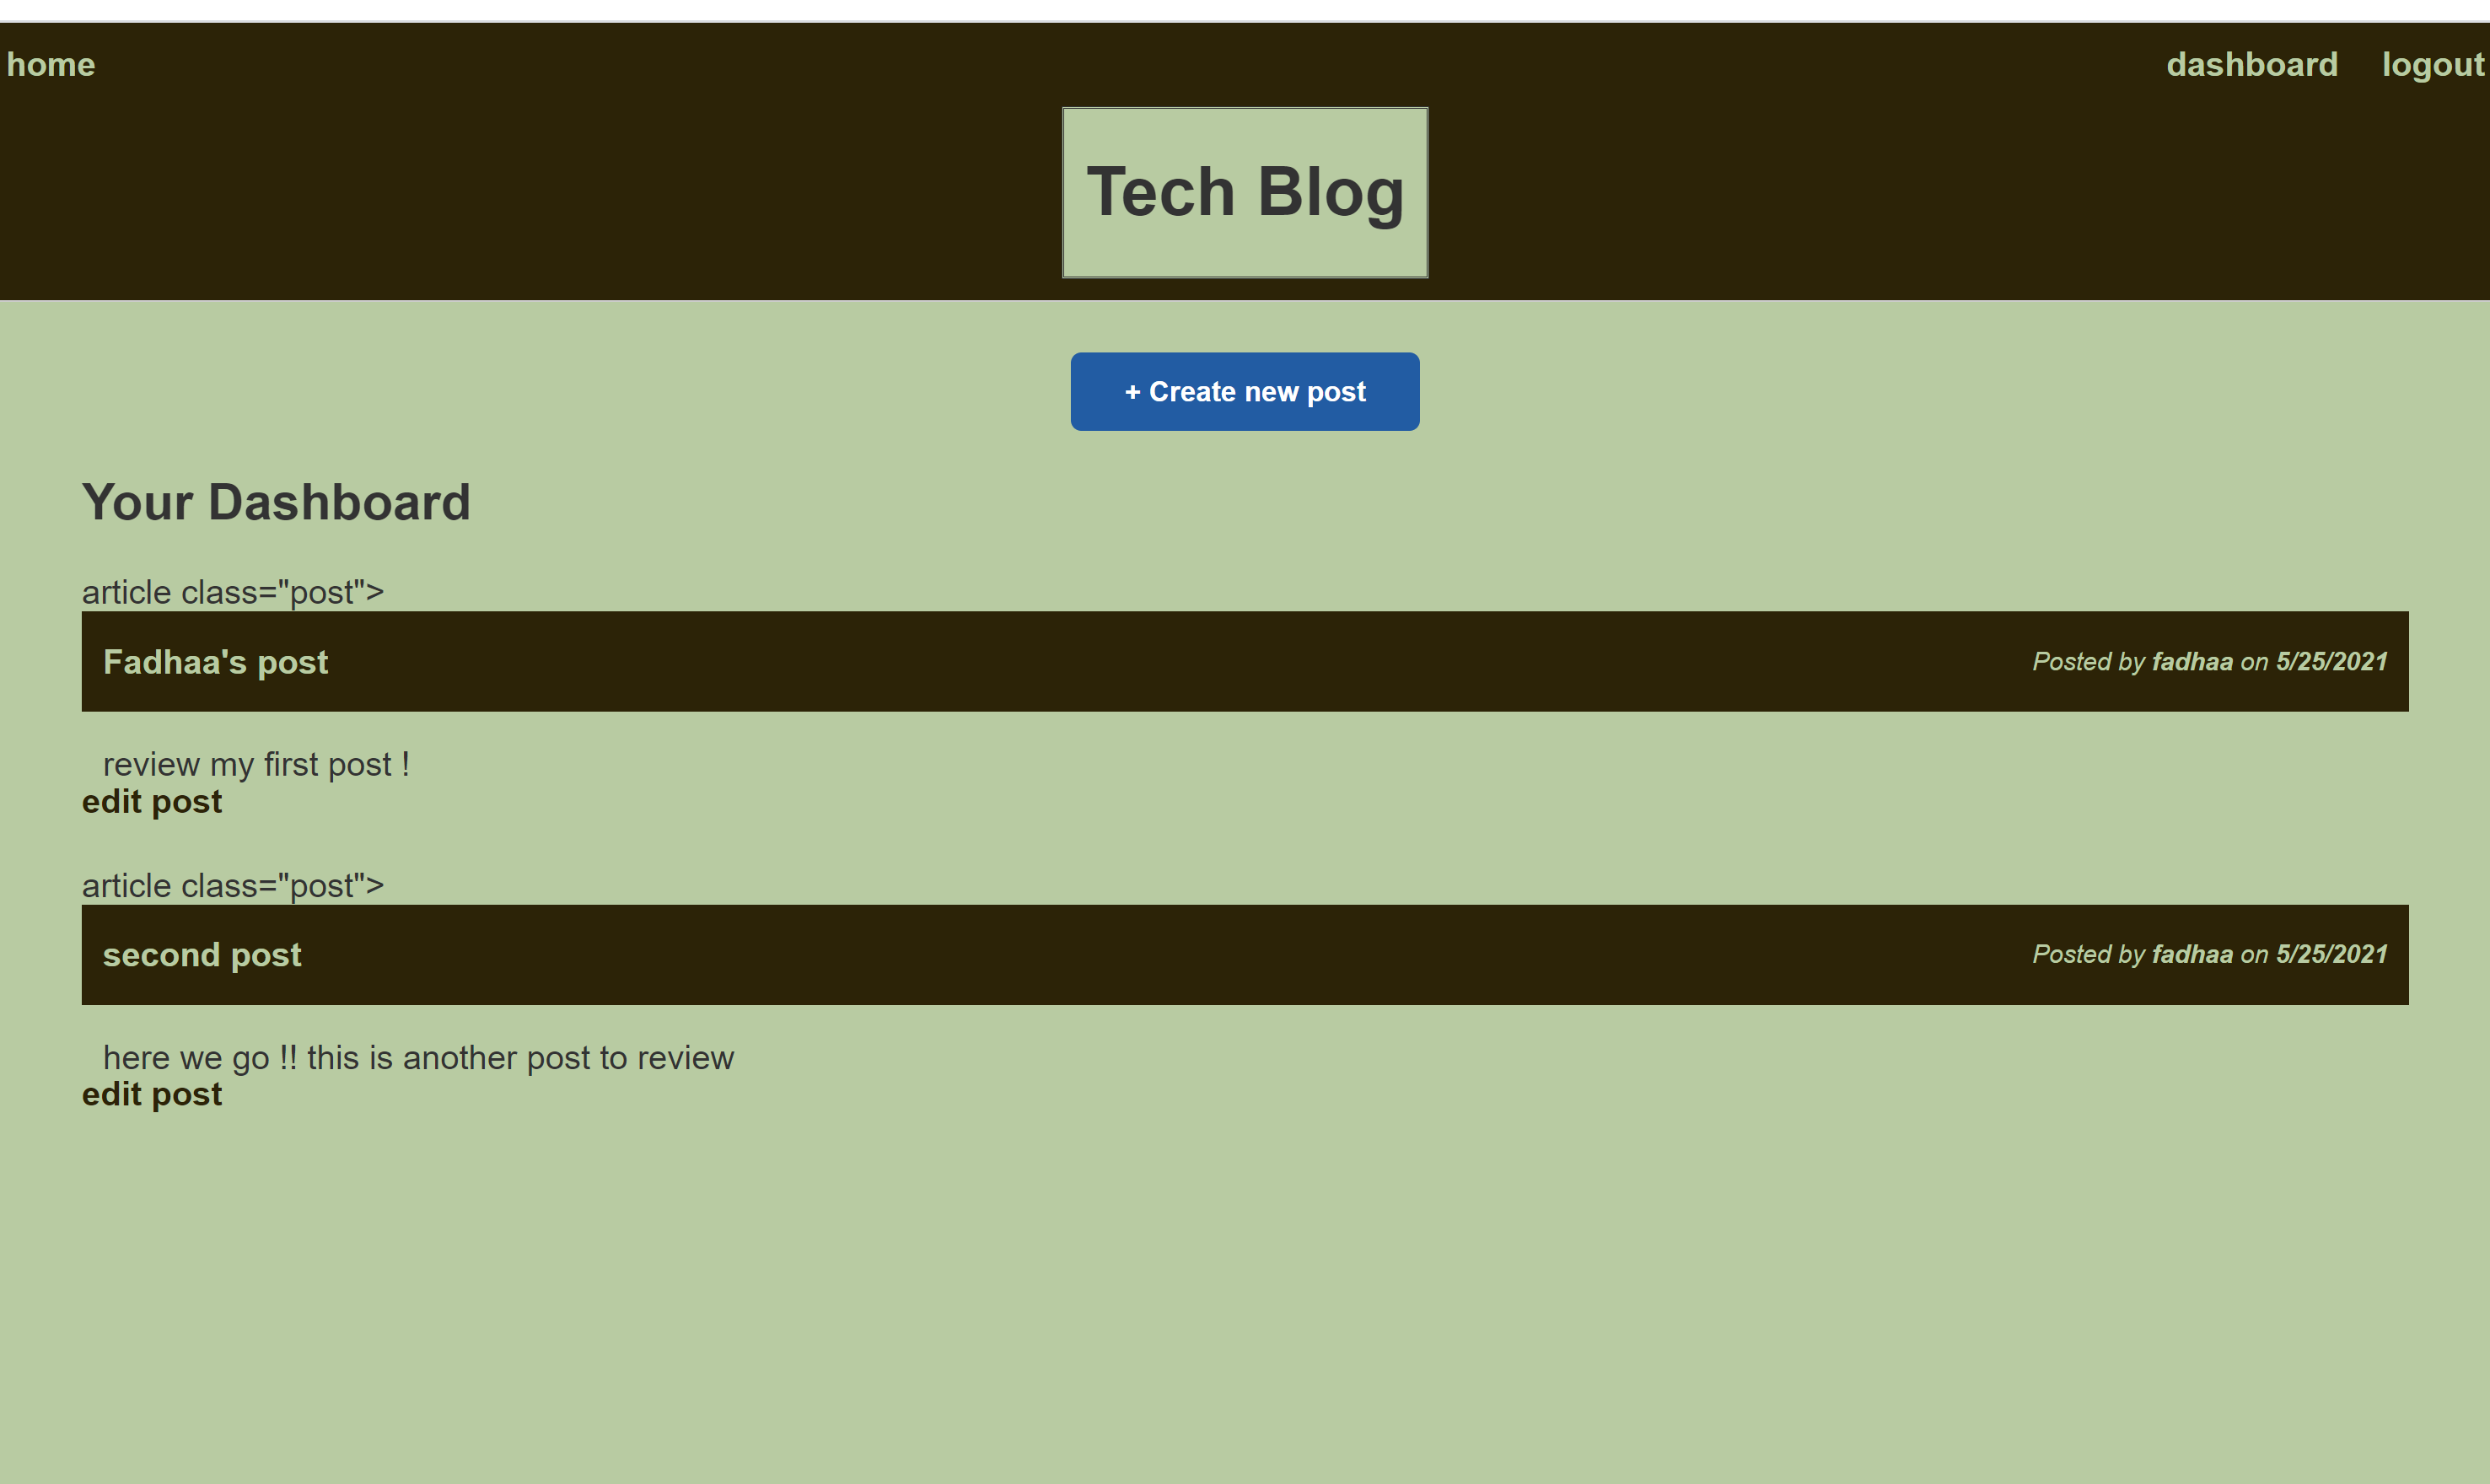 home dashboard logout
Tech Blog
+ Create new post
Your Dashboard
article class="post">
Fadhaa's post Posted by fadhaa on 5/25/2021
review my first post !
edit post
article class="post">
second post Posted by fadhaa on 5/25/2021
here we go !! this is another post to review
edit post